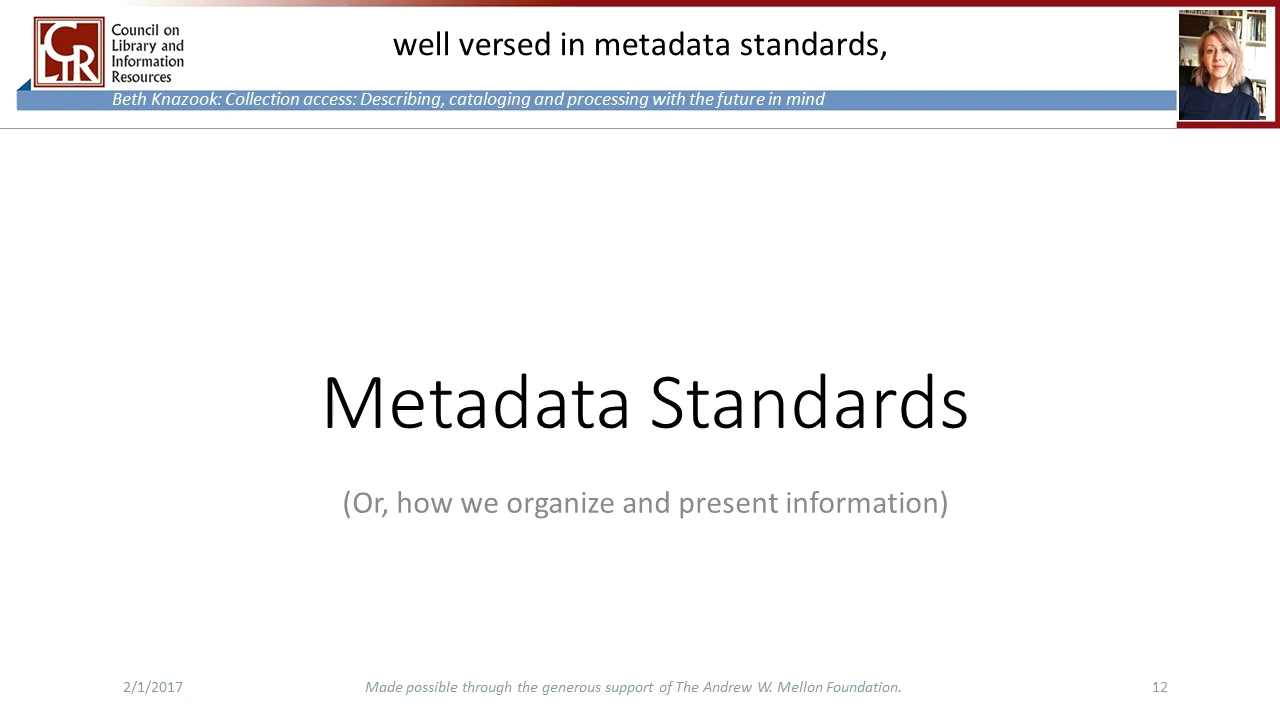 CLIR
Council on
Library and
Information
Resources
well versed in metadata standards,
Beth Knazook: Collection access: Describing, cataloging and processing with the future in mind
Metadata Standards
(Or, how we organize and present information)
2/1/2017
Made possible through the generous support of The Andrew W. Mellon Foundation.
12